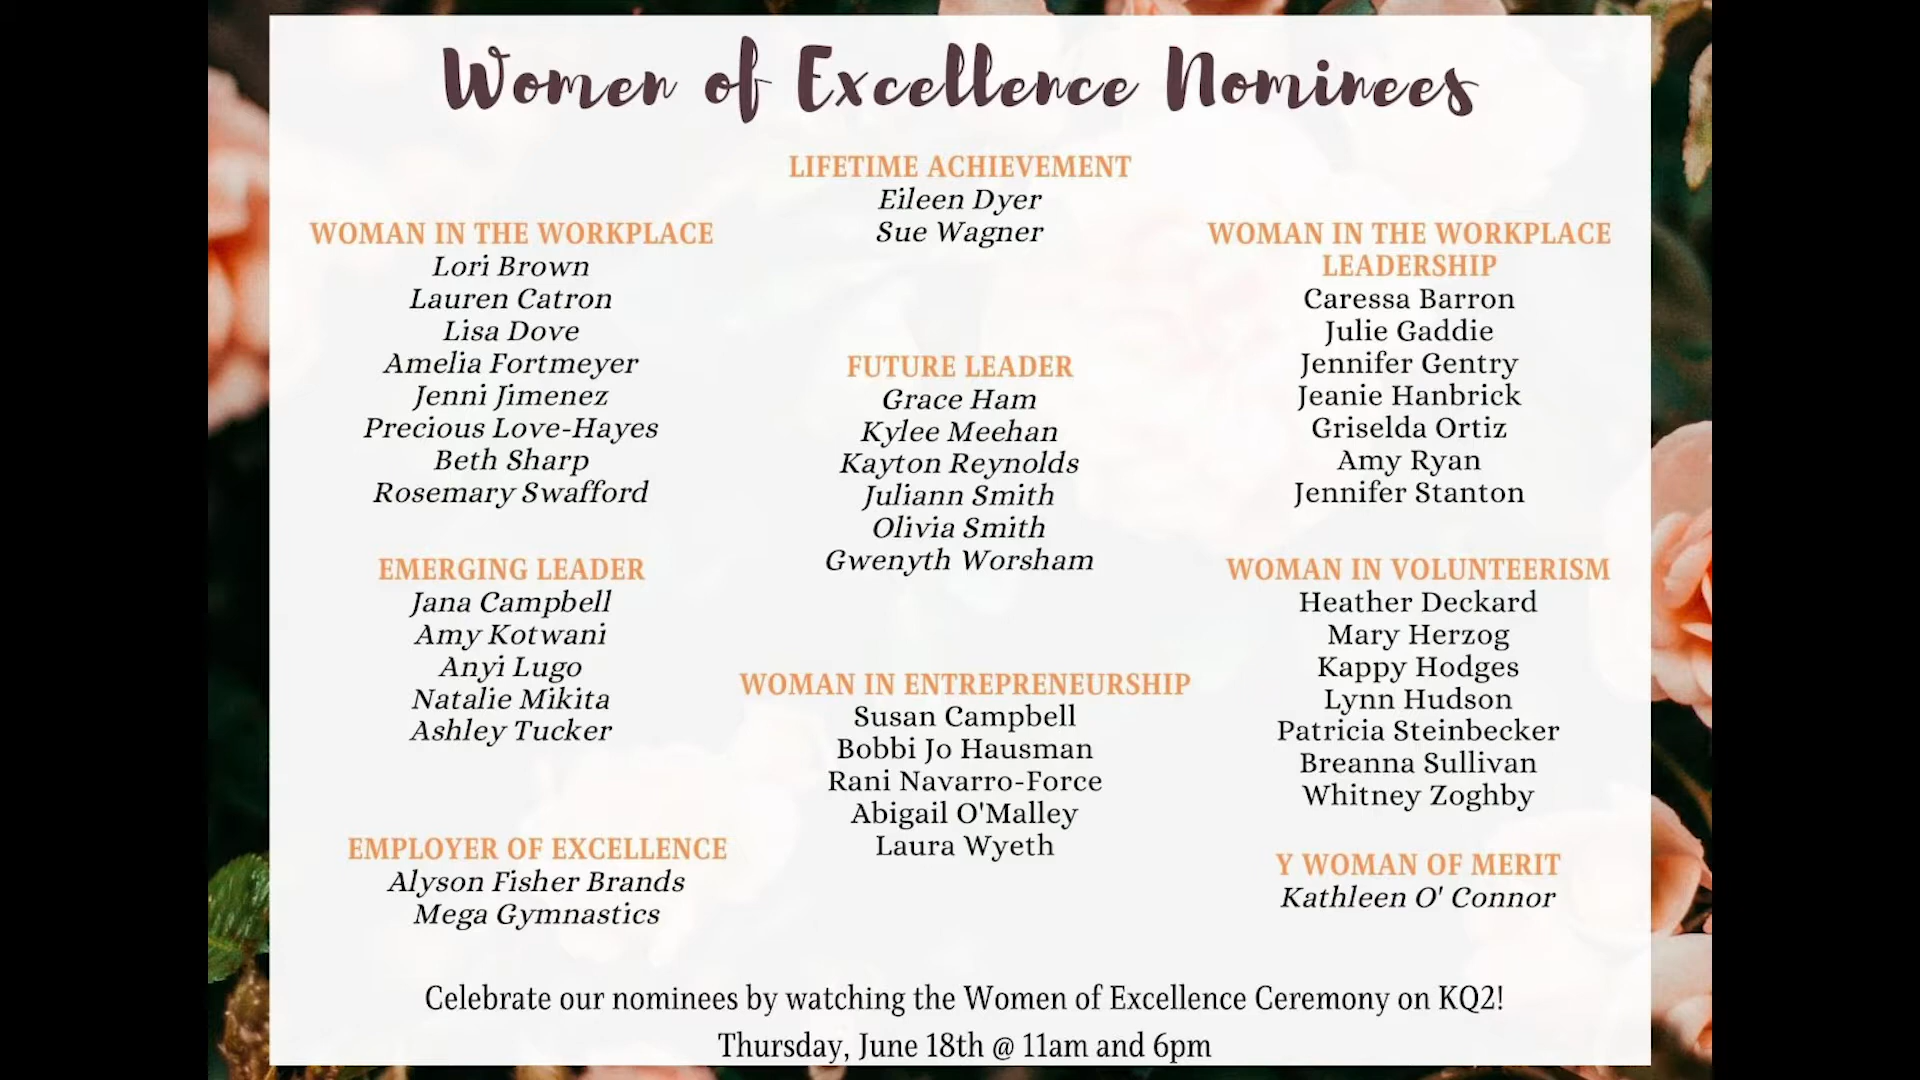 Women of Excellence Nominees
LIFETIME ACHIEVEMENT
Eileen Dyer
Sue Wagner
WOMAN IN THE WORKPLACE
Lori Brown
Lauren Catron
Lisa Dove
Amelia Fortmeyer
Jenni Jimenez
Precious Love-Hayes
Beth Sharp
Rosemary Swafford
EMERGING LEADER
Jana Campbell
Amy Kotwani
Anyi Lugo
Natalie Mikita
Ashley Tucker
EMPLOYER OF EXCELLENCE
Alyson Fisher Brands
Mega Gymnastics
FUTURE LEADER
Grace Ham
Kylee Meehan
Kayton Reynolds
Juliann Smith
Olivia Smith
Gwenyth Worsham
WOMAN IN ENTREPRENEURSHIP
Susan Campbell
Bobbi Jo Hausman
Rani Navarro-Force
Abigail O'Malley
Laura Wyeth
WOMAN IN THE WORKPLACE
LEADERSHIP
Caressa Barron
Julie Gaddie
Jennifer Gentry
Jeanie Hanbrick
Griselda Ortiz
Amy Ryan
Jennifer Stanton
WOMAN IN VOLUNTEERISM
Heather Deckard
Mary Herzog
Kappy Hodges
Lynn Hudson
Patricia Steinbecker
Breanna Sullivan
Whitney Zoghby
Y WOMAN OF MERIT
Kathleen O' Connor
Celebrate our nominees by watching the Women of Excellence Ceremony on KQ2!
Thursday, June 18th @ 11am and 6pm